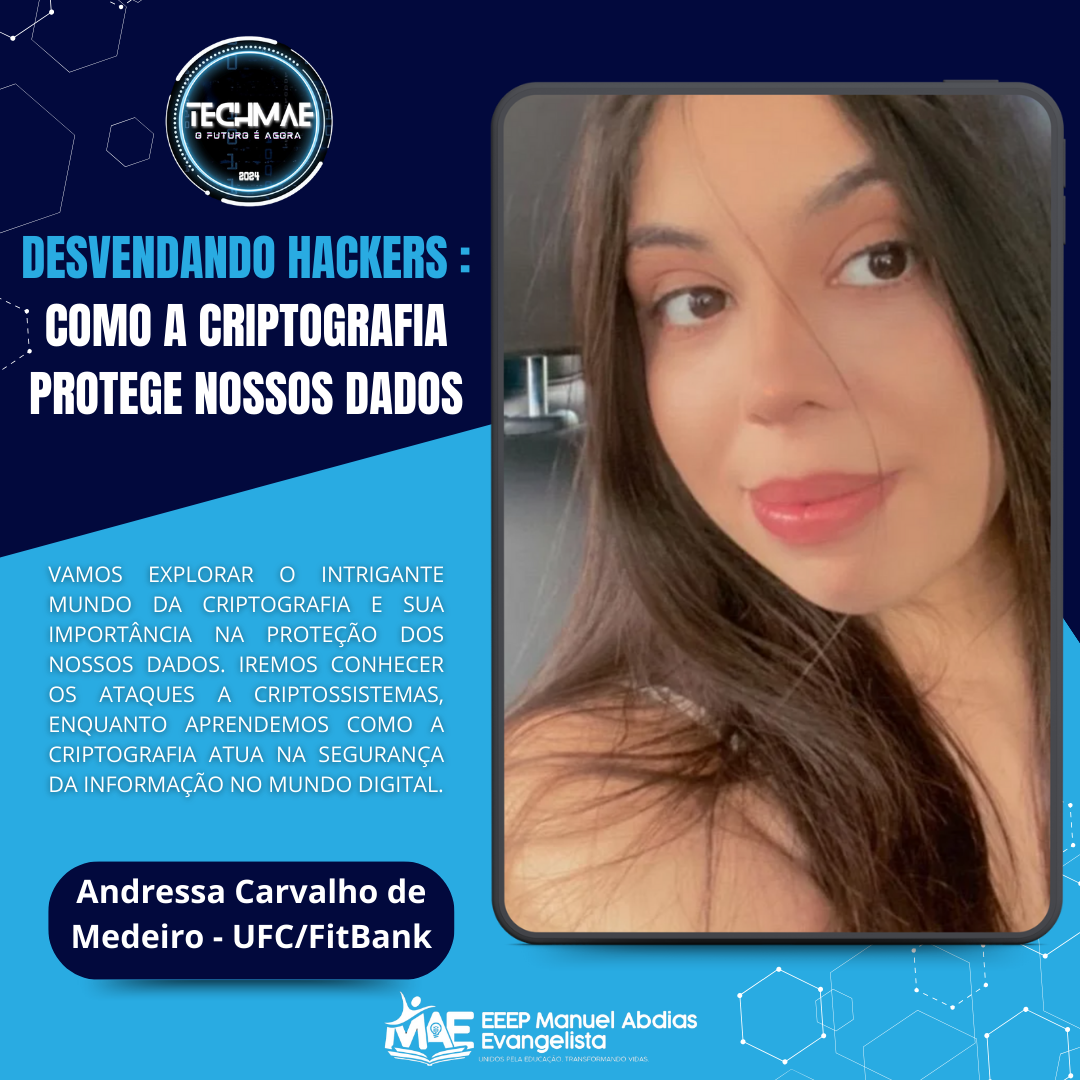 TECHMAE
O FUTURO É AGORA
2024
DESVENDANDO HACKERS :
COMO A CRIPTOGRAFIA
PROTEGE NOSSOS DADOS
VAMOS EXPLORAR O INTRIGANTE
MUNDO DA CRIPTOGRAFIA E SUA
IMPORTÂNCIA NA PROTEÇÃO DOS
NOSSOS DADOS. IREMOS CONHECER
OS ATAQUES A CRIPTOSSISTEMAS,
ENQUANTO APRENDEMOS COMO A
CRIPTOGRAFIA ATUA NA SEGURANÇA
DA INFORMAÇÃO NO MUNDO DIGITAL.
Andressa Carvalho de
Medeiro - UFC/FitBank
MAE
EEEP Manuel Abdias
Evangelista
UNIDOS PELA EDUCAÇÃO, TRANSFORMANDO VIDAS.